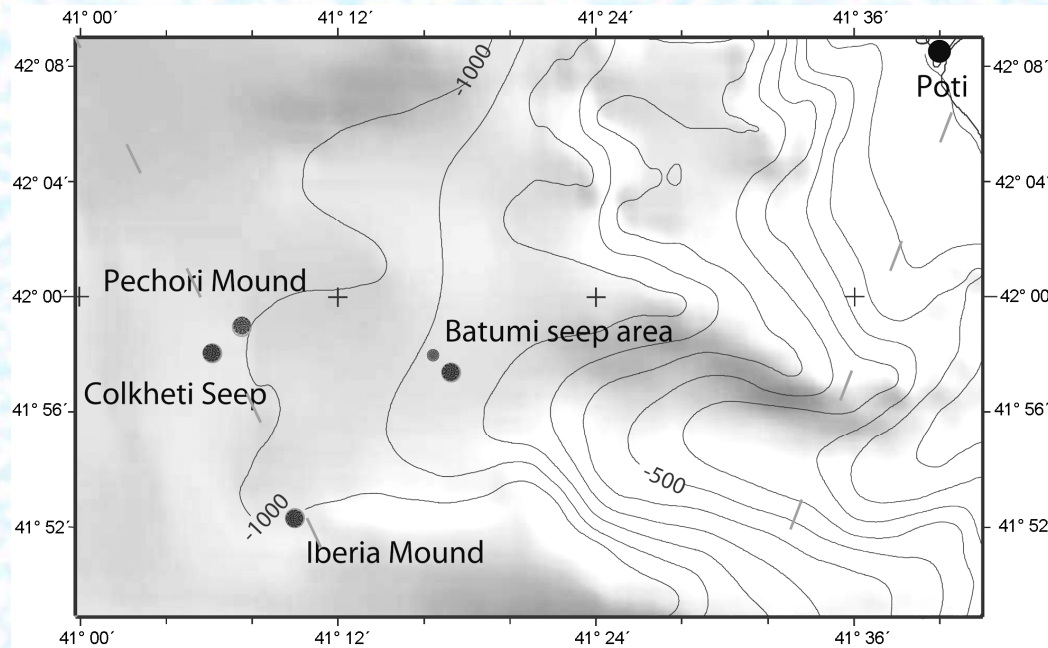 41° 00´ 41° 12´ 41° 24´ 41° 36´
42° 08´ -1000 42° 08´
Poti
42° 04´ 42° 04´
Pechori Mound
42° 00´ 42° 00´
Batumi seep area
Colkheti Seep
41° 56´ 41° 56´
-500
-1000
41° 52´ 41° 52´
Iberia Mound
41° 00´ 41° 12´ 41° 24´ 41° 36´